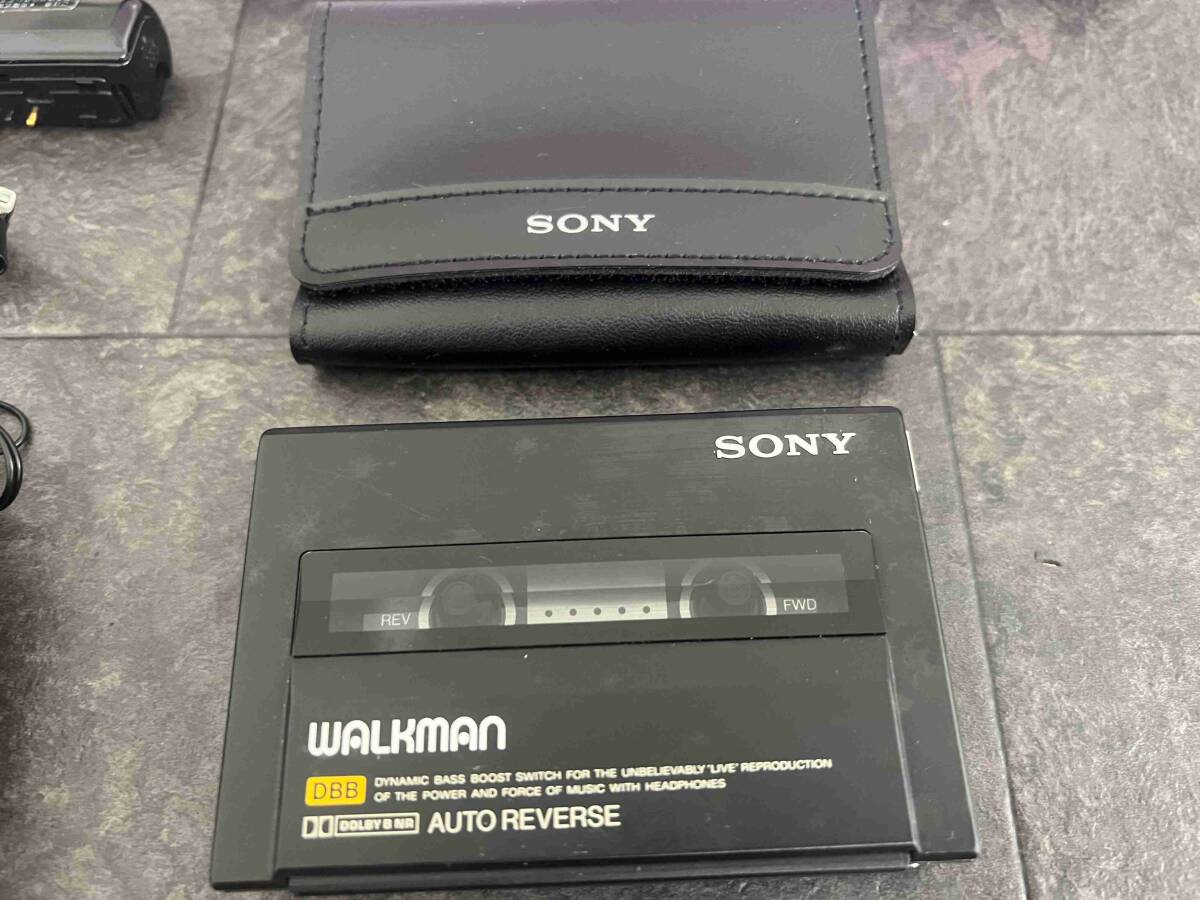 SONY
SONY
REV
FWD
WALKMAN
DBB
DYNAMIC BASS BOOST SWITCH FOR THE UNBELIEVABLY "LIVE" REPRODUCTION
OF THE POWER AND FORCE OF MUSIC WITH HEADPHONES
DOLBY B NR AUTO REVERSE